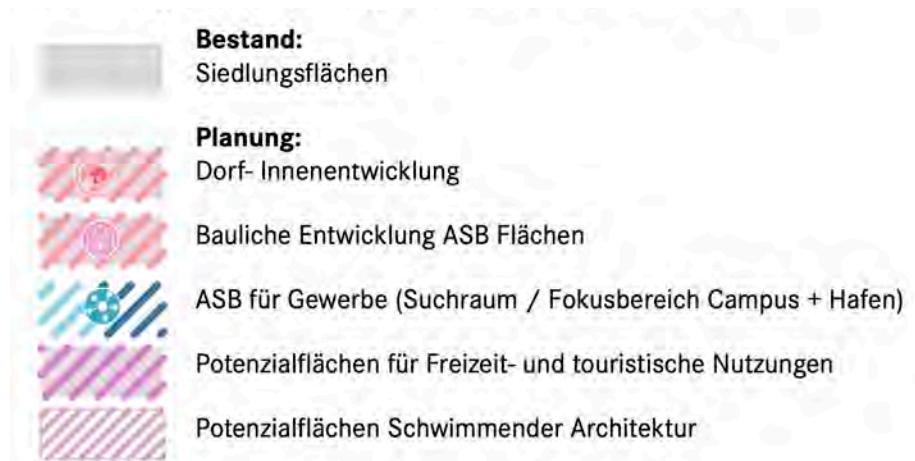 Bestand:
Siedlungsflächen
Planung:
Dorf- Innenentwicklung
Bauliche Entwicklung ASB Flächen
ASB für Gewerbe (Suchraum / Fokusbereich Campus + Hafen)
Potenzialflächen für Freizeit- und touristische Nutzungen
Potenzialflächen Schwimmender Architektur